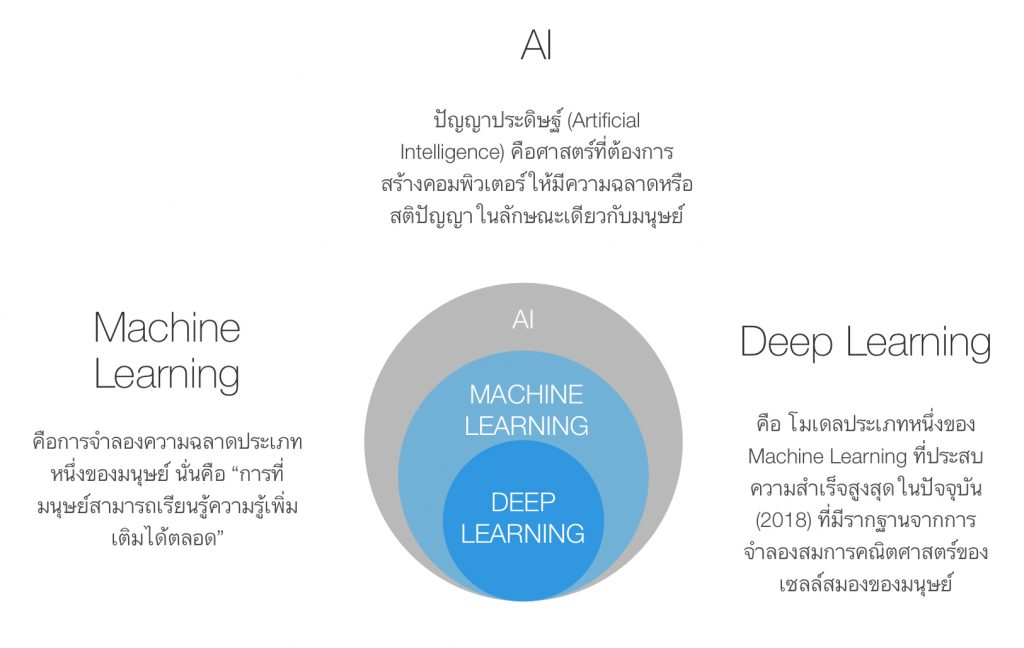 AI
ปัญญาประดิษฐ์ (Artificial
Intelligence) คือศาสตร์ที่ต้องการ
สร้างคอมพิวเตอร์ ให้มีความฉลาดหรือ
สติปัญญา ในลักษณะเดียวกับมนุษย์
Machine
Learning
คือการจำลองความฉลาดประเภท
หนึ่งของมนุษย์ นั่นคือ “การที่
มนุษย์สามารถเรียนรู้ความรู้เพิ่ม
เติมได้ตลอด”
AI
MACHINE
LEARNING
DEEP
LEARNING
Deep Learning
คือ โมเดลประเภทหนึ่งของ
Machine Learning ที่ประสบ
ความสำเร็จสูงสุด ในปัจจุบัน
(2018) ที่มีรากฐานจากการ
จำลองสมการคณิตศาสตร์ของ
เซลล์สมองของมนุษย์